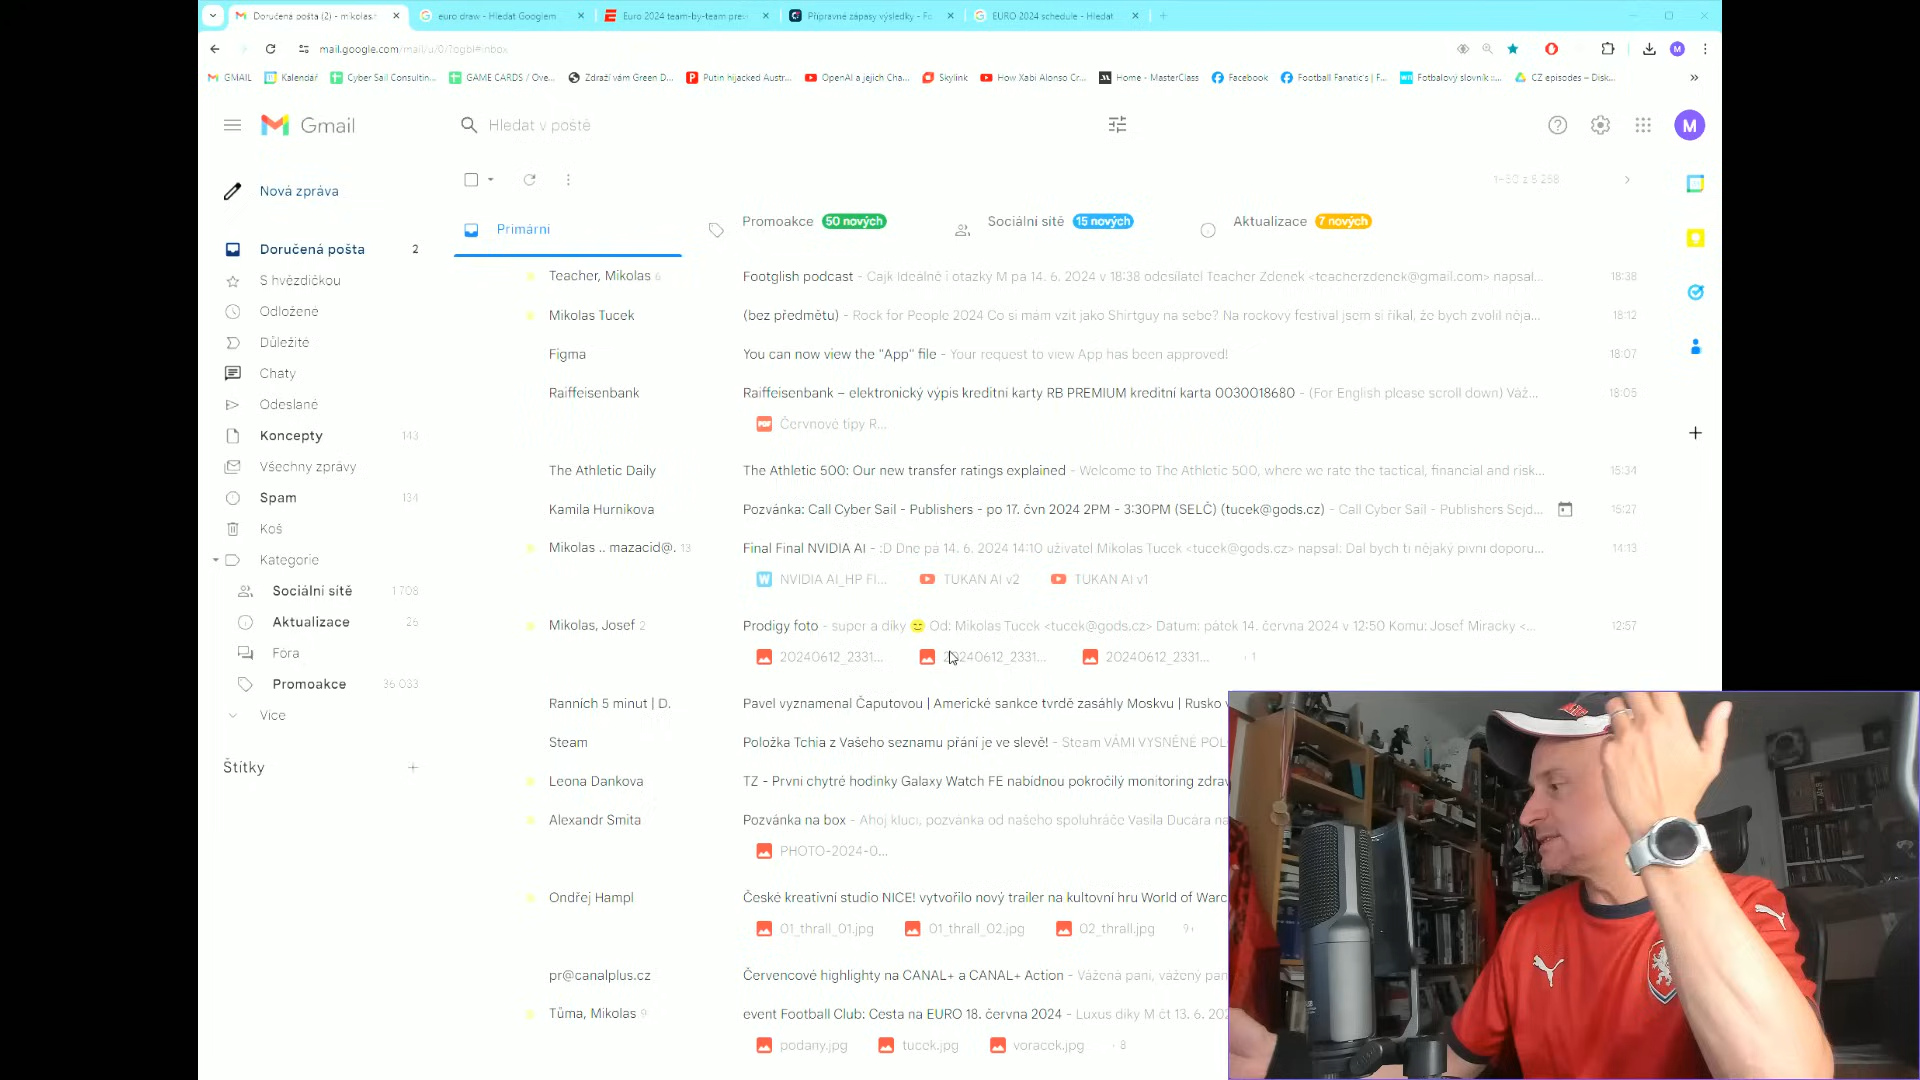 Doručená pošta (2) - mikolas.t
euro draw - Hledat Googlem
Euro 2024 team-by-team prev
Přípravné zápasy výsledky - Fo
EURO 2024 schedule - Hledat
mail.google.com/mail/u/0/?ogbl#inbox
GMAIL
Kalendář
Cyber Sail Consultin...
GAME CARDS / Ove...
Zdraží vám Green D...
Putin hijacked Austr...
OpenAI a jejich Cha...
Skylink
How Xabi Alonso Cr...
Home - MasterClass
Facebook
Football Fanatic's | F...
Fotbalový slovník ::...
CZ episodes – Disk...
Gmail
Hledat v poště
M
Nová zpráva
1–50 z 5 258
Primární
Promoakce 50 nových
Sociální sítě 15 nových
Aktualizace 7 nových
Doručená pošta 2
S hvězdičkou
Odložené
Důležité
Chaty
Odeslané
Koncepty 143
Všechny zprávy
Spam 134
Koš
Kategorie
Sociální sítě 1 708
Aktualizace 26
Fóra
Promoakce 36 033
Více
Štítky
Teacher, Mikolas 6 Footglish podcast - Cajk Ideálně i otazky M pá 14. 6. 2024 v 18:38 odesílatel Teacher Zdenek <teacherzdenek@gmail.com> napsal... 18:38
Mikolas Tucek (bez předmětu) - Rock for People 2024 Co si mám vzít jako Shirtguy na sebe? Na rockový festival jsem si říkal, že bych zvolil něja... 18:12
Figma You can now view the "App" file - Your request to view App has been approved! 18:07
Raiffeisenbank Raiffeisenbank – elektronický výpis kreditní karty RB PREMIUM kreditní karta 0030018680 - (For English please scroll down) Váž... 18:05
Červnové tipy R...
The Athletic Daily The Athletic 500: Our new transfer ratings explained - Welcome to The Athletic 500, where we rate the tactical, financial and risk... 15:34
Kamila Hurnikova Pozvánka: Call Cyber Sail - Publishers - po 17. čvn 2024 2PM - 3:30PM (SELČ) (tucek@gods.cz) - Call Cyber Sail - Publishers Sejd... 15:27
Mikolas .. mazacid@. 13 Final Final NVIDIA AI - :D Dne pá 14. 6. 2024 14:10 uživatel Mikolas Tucek <tucek@gods.cz> napsal: Dal bych ti nějaký pivní doporu... 14:13
NVIDIA AI_HP FI... TUKAN AI v2 TUKAN AI v1
Mikolas, Josef 2 Prodigy foto - super a díky 😊 Od: Mikolas Tucek <tucek@gods.cz> Datum: pátek 14. června 2024 v 12:50 Komu: Josef Miracky <... 12:57
20240612_2331... 20240612_2331... 20240612_2331... +1
Ranních 5 minut | D. Pavel vyznamenal Čaputovou | Americké sankce tvrdě zasáhly Moskvu | Rusko
Steam Položka Tchia z Vašeho seznamu přání je ve slevě! - Steam VÁMI VYSNĚNÉ POL
Leona Dankova TZ - První chytré hodinky Galaxy Watch FE nabídnou pokročilý monitoring zdra
Alexandr Smita Pozvánka na box - Ahoj kluci, pozvánka od našeho spoluhráče Vasila Ducára na
PHOTO-2024-0...
Ondřej Hampl České kreativní studio NICE! vytvořilo nový trailer na kultovní hru World of Warc
01_thrall_01.jpg 01_thrall_02.jpg 02_thrall.jpg 9+
pr@canalplus.cz Červencové highlighty na CANAL+ a CANAL+ Action - Vážená paní, vážený pan
Tůma, Mikolas 9 event Football Club: Cesta na EURO 18. června 2024 - Luxus díky M čt 13. 6. 202
podany.jpg tucek.jpg voracek.jpg +8